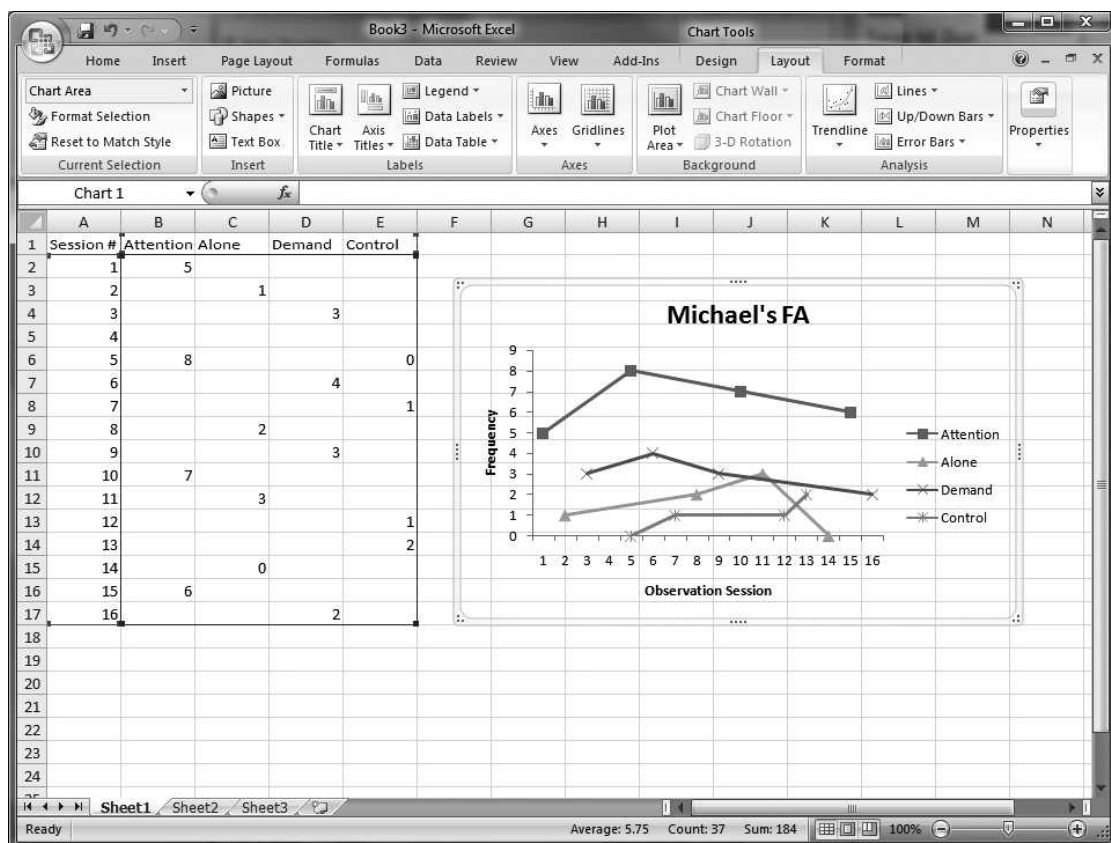 Book3 - Microsoft Excel
Chart Tools
Home Insert Page Layout Formulas Data Review View Add-Ins Design Layout Format
Chart Area
Format Selection
Reset to Match Style
Current Selection
Picture
Shapes
Text Box
Insert
Chart Title
Axis Titles
Legend
Data Labels
Data Table
Labels
Axes
Gridlines
Axes
Plot Area
Chart Wall
Chart Floor
3-D Rotation
Background
Trendline
Lines
Up/Down Bars
Error Bars
Analysis
Properties
Chart 1 fx
A B C D E F G H I J K L M N
1 Session # Attention Alone Demand Control
2 1 5
3 2 1
4 3 3
5 4
6 5 8 0
7 6 4
8 7 1
9 8 2
10 9 3
11 10 7
12 11 3
13 12 1
14 13 2
15 14 0
16 15 6
17 16 2
18
19
20
21
22
23
24
Michael's FA
Frequency
9
8
7
6
5
4
3
2
1
0
1 2 3 4 5 6 7 8 9 10 11 12 13 14 15 16
Observation Session
Attention
Alone
Demand
Control
Sheet1 Sheet2 Sheet3
Ready Average: 5.75 Count: 37 Sum: 184 100%